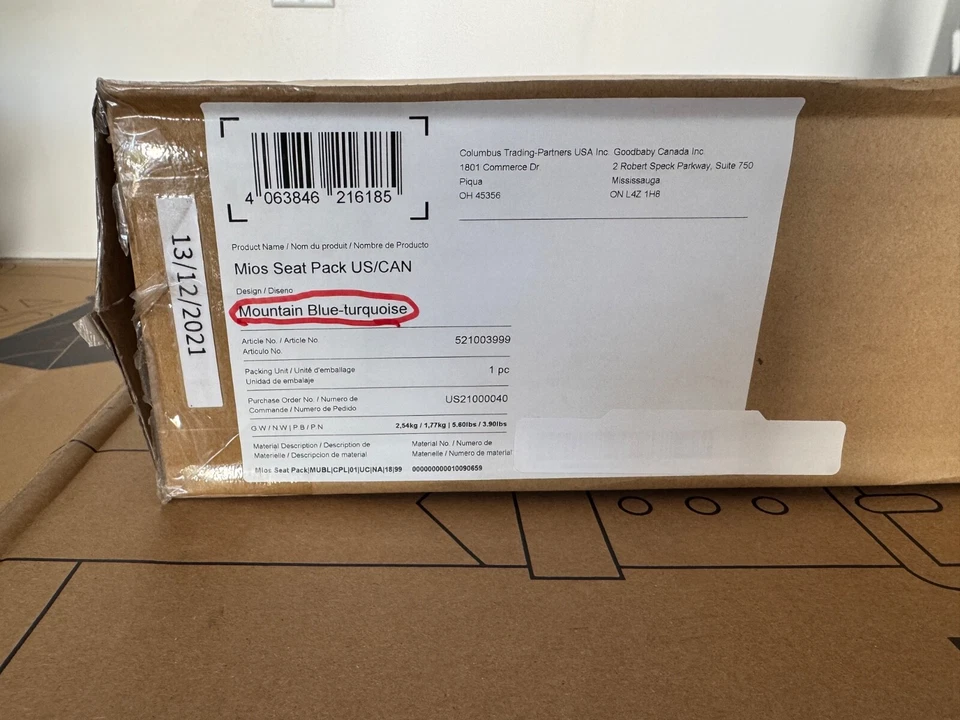 4 063846 216185
Columbus Trading-Partners USA Inc.
1801 Commerce Dr
Piqua
OH 45356
Goodbaby Canada Inc
2 Robert Speck Parkway, Suite 750
Mississauga
ON L4Z 1H8
13/12/2021
Product Name / Nom du produit / Nombre de Producto
Mios Seat Pack US/CAN
Design / Diseno
Mountain Blue-turquoise
Article No. / Article No.
Articulo No.
521003999
Packing Unit / Unité d'emballage
Unidad de embalaje
1 pc
Purchase Order No. / Numero de
Commande / Numero de Pedido
US21000040
GW / NW | PB / PN
2,54kg / 1,77kg | 5.60lbs / 3.90lbs
Material Description / Description de
Materielle / Descripcion de material
Material No. / Numero de
Materielle / Numero de material
Mios Seat Pack|MUBL|CPL|01|UC|NA|18|99
000000000010090659